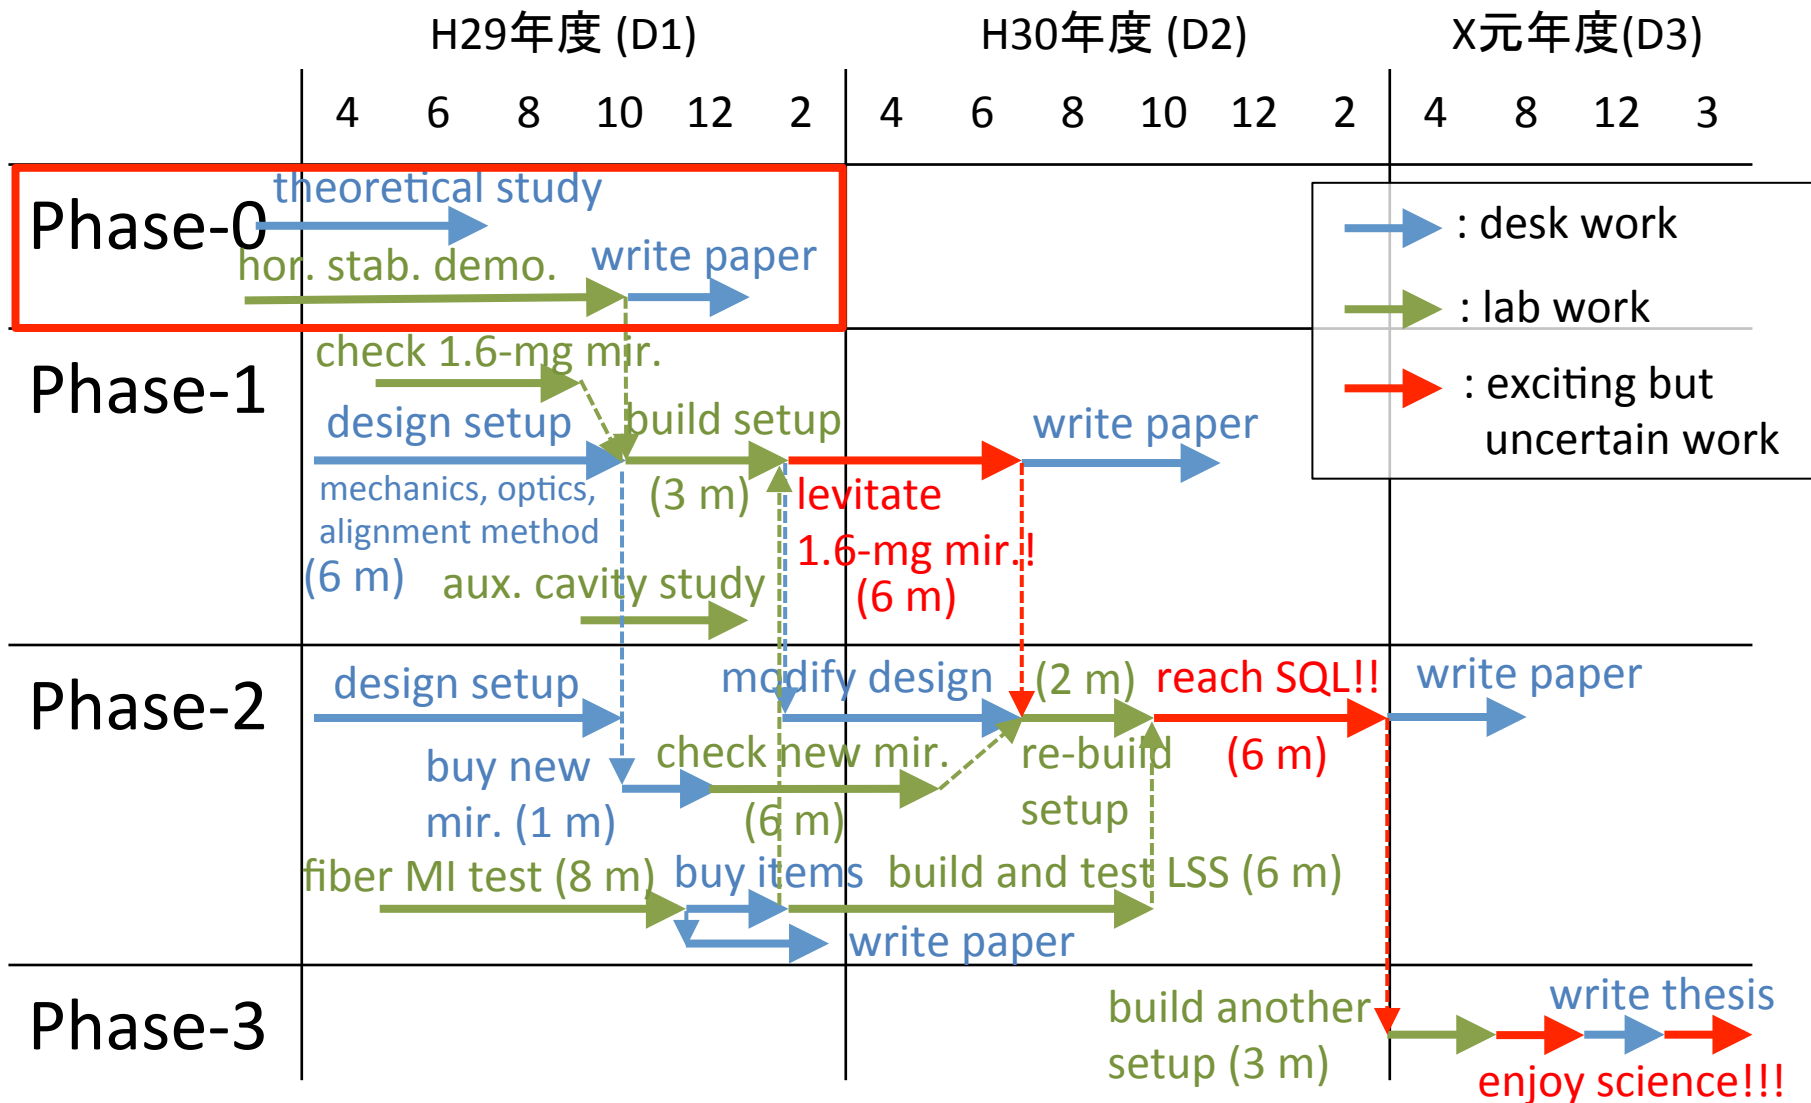 H29年度 (D1)
H30年度 (D2)
X元年度(D3)
4 6 8 10 12 2 4 6 8 10 12 2 4 8 12 3
Phase-0
theoretical study
hor. stab. demo.
write paper
: desk work
: lab work
: exciting but
uncertain work
Phase-1
check 1.6-mg mir.
design setup
mechanics, optics,
alignment method
(6 m)
build setup
(3 m)
aux. cavity study
levitate
1.6-mg mir.!
(6 m)
write paper
Phase-2
design setup
buy new
mir. (1 m)
modify design
check new mir.
(6 m)
(2 m)
re-build
setup
reach SQL!!
(6 m)
write paper
fiber MI test (8 m)
buy items
build and test LSS (6 m)
write paper
Phase-3
build another
setup (3 m)
write thesis
enjoy science!!!